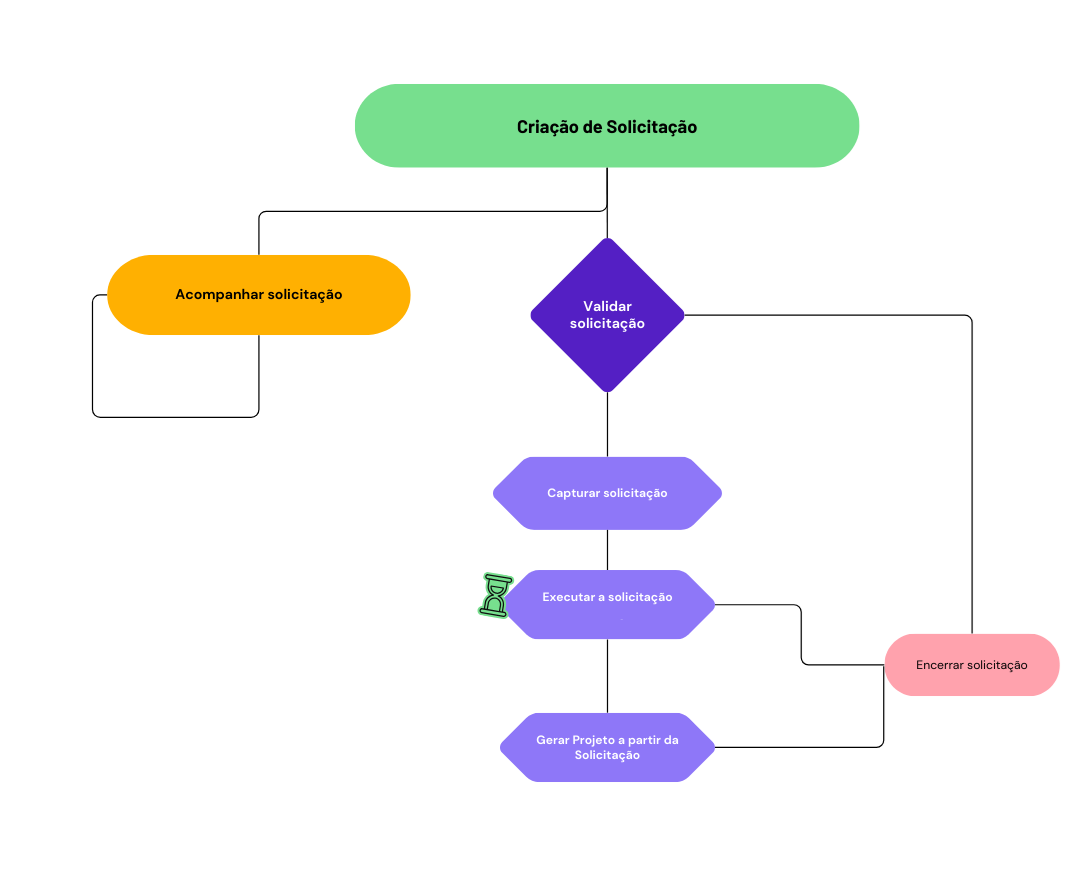 Criação de Solicitação
Acompanhar solicitação
Validar
solicitação
Capturar solicitação
Executar a solicitação
Encerrar solicitação
Gerar Projeto a partir da
Solicitação